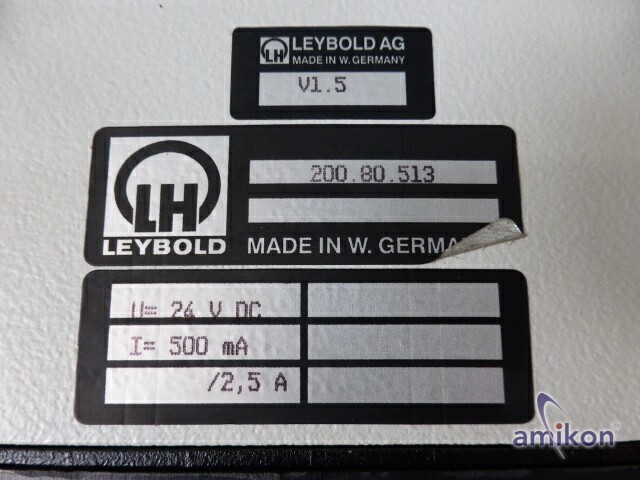 LH LEYBOLD AG
MADE IN W. GERMANY
V1.5
LH
LEYBOLD
200.80.513
MADE IN W. GERMA
U= 24 V DC
I= 500 mA
/2,5 A
amikon